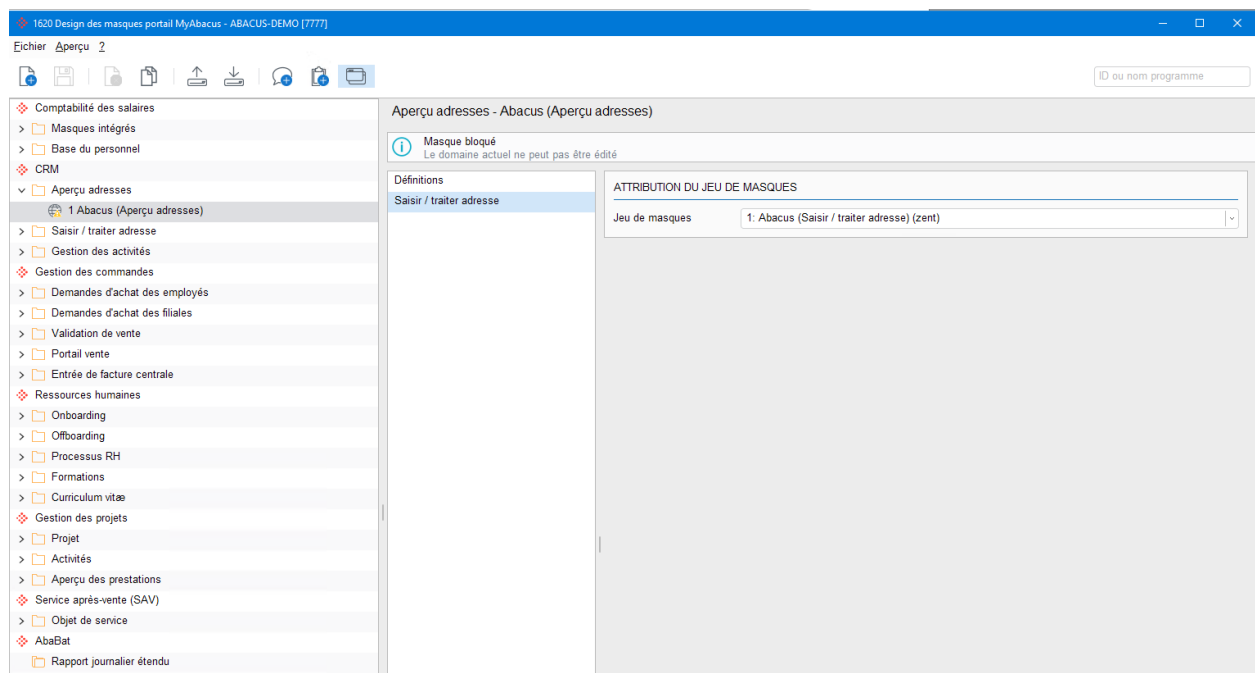 1620 Design des masques portail MyAbacus - ABACUS-DEMO [7777]
Fichier Aperçu ?
ID ou nom programme
Comptabilité des salaires
Masques intégrés
Base du personnel
CRM
Aperçu adresses
1 Abacus (Aperçu adresses)
Saisir / traiter adresse
Gestion des activités
Gestion des commandes
Demandes d'achat des employés
Demandes d'achat des filiales
Validation de vente
Portail vente
Entrée de facture centrale
Ressources humaines
Onboarding
Offboarding
Processus RH
Formations
Curriculum vitæ
Gestion des projets
Projet
Activités
Aperçu des prestations
Service après-vente (SAV)
Objet de service
AbaBat
Rapport journalier étendu
Aperçu adresses - Abacus (Aperçu adresses)
Masque bloqué
Le domaine actuel ne peut pas être édité
Définitions
Saisir / traiter adresse
ATTRIBUTION DU JEU DE MASQUES
Jeu de masques 1: Abacus (Saisir / traiter adresse) (zent)